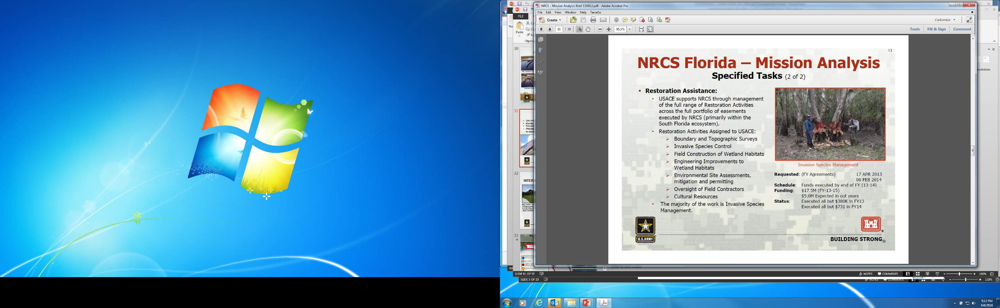 NRCS - Mission Analysis Brief 150812.pdf - Adobe Acrobat Pro
File Edit View Window Help TerraGo
Create
Customize
11 / 20
95.3%
Tools Fill & Sign Comment
FILE
Paste
30
31
32
33
11
NRCS Florida – Mission Analysis
Specified Tasks (2 of 2)
Restoration Assistance:
USACE supports NRCS through management
of the full range of Restoration Activities
across the full portfolio of easements
executed by NRCS (primarily within the
South Florida ecosystem).
Restoration Activities Assigned to USACE:
Boundary and Topographic Surveys
Invasive Species Control
Field Construction of Wetland Habitats
Engineering Improvements to
Wetland Habitats
Environmental Site Assessments,
mitigation and permitting
Oversight of Field Contractors
Cultural Resources
The majority of the work is Invasive Species
Management.
Invasive Species Management
Requested: (FY Agreements) 17 APR 2013
06 FEB 2014
Schedule: Funds executed by end of FY (13-14)
Funding: $17.5M (FY-13-15)
$5.0M Expected in out years
Status: Executed all but $380K in FY13
Executed all but $731 in FY14
U.S.ARMY
BUILDING STRONG®
SLIDE 31 OF 57
NOTES COMMENTS 100%
SLIDE 5 OF 23
NOTES COMMENTS 110%
5:12 PM
9/6/2016